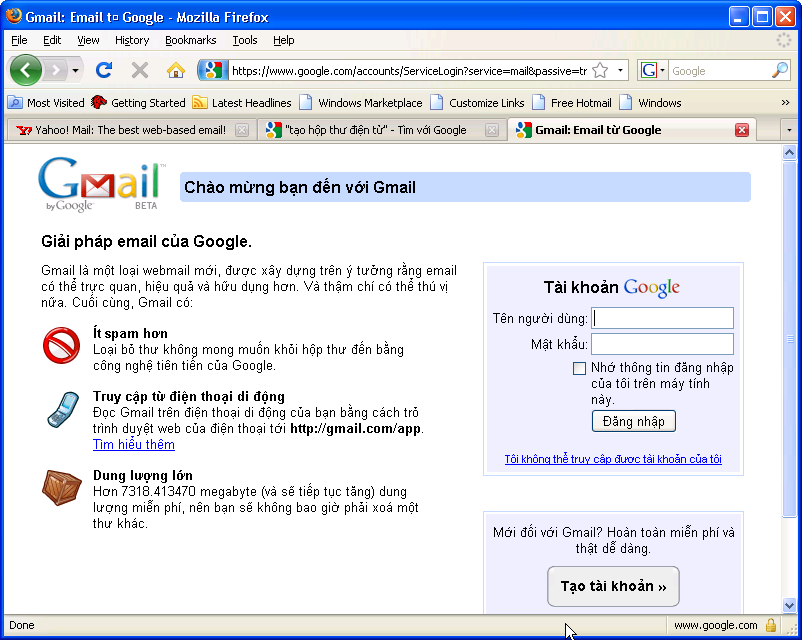 Gmail: Email t¤ Google - Mozilla Firefox
File Edit View History Bookmarks Tools Help
https://www.google.com/accounts/ServiceLogin?service=mail&passive=tr
G Google
Most Visited Getting Started Latest Headlines Windows Marketplace Customize Links Free Hotmail Windows »
Yahoo! Mail: The best web-based email! "tạo hộp thư điện tử" - Tìm với Google Gmail: Email từ Google
Gmail™
by Google BETA
Chào mừng bạn đến với Gmail
Giải pháp email của Google.
Gmail là một loại webmail mới, được xây dựng trên ý tưởng rằng email
có thể trực quan, hiệu quả và hữu dụng hơn. Và thậm chí có thể thú vị
nữa. Cuối cùng, Gmail có:
Ít spam hơn
Loại bỏ thư không mong muốn khỏi hộp thư đến bằng
công nghệ tiên tiến của Google.
Truy cập từ điện thoại di động
Đọc Gmail trên điện thoại di động của bạn bằng cách trỏ
trình duyệt web của điện thoại tới http://gmail.com/app.
Tìm hiểu thêm
Dung lượng lớn
Hơn 7318.413470 megabyte (và sẽ tiếp tục tăng) dung
lượng miễn phí, nên bạn sẽ không bao giờ phải xoá một
thư khác.
Tài khoản Google
Tên người dùng:
Mật khẩu:
Nhớ thông tin đăng nhập
của tôi trên máy tính
này.
Đăng nhập
Tôi không thể truy cập được tài khoản của tôi
Mới đối với Gmail? Hoàn toàn miễn phí và
thật dễ dàng.
Tạo tài khoản »
Done www.google.com